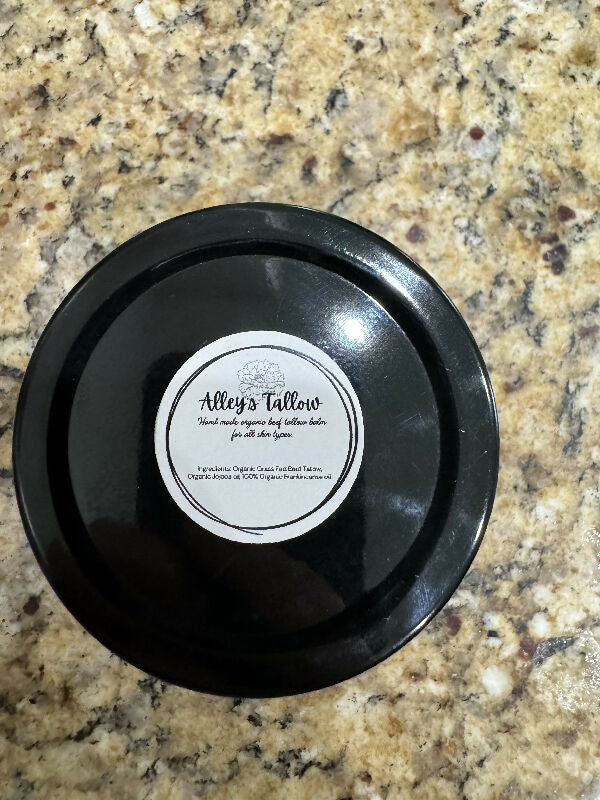 Alley's Tallow
Hand made organic beef tallow balm
for all skin types.
Ingredients: Organic Grass Fed Beef Tallow,
Organic Jojoba oil, 100% Organic Frankincense oil